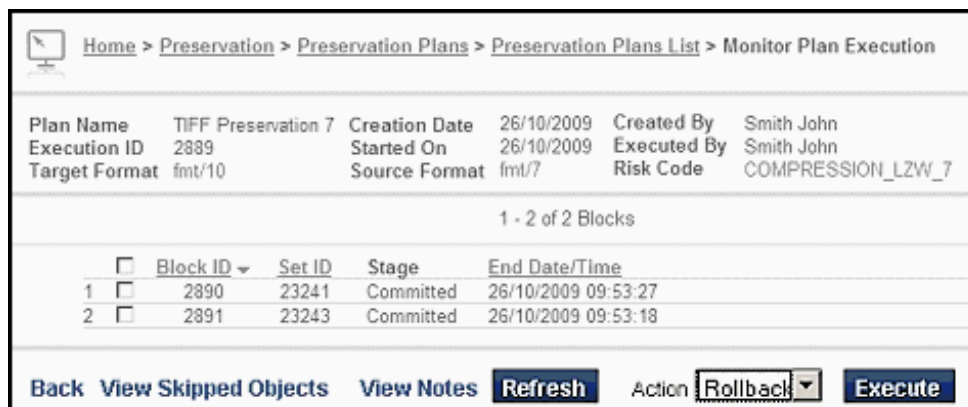 Home > Preservation > Preservation Plans > Preservation Plans List > Monitor Plan Execution
Plan Name TIFF Preservation 7 Creation Date 26/10/2009 Created By Smith John
Execution ID 2889 Started On 26/10/2009 Executed By Smith John
Target Format fmt/10 Source Format fmt/7 Risk Code COMPRESSION_LZW_7
1 - 2 of 2 Blocks
Block ID Set ID Stage End Date/Time
1 2890 23241 Committed 26/10/2009 09:53:27
2 2891 23243 Committed 26/10/2009 09:53:18
Back View Skipped Objects View Notes Refresh Action Rollback Execute